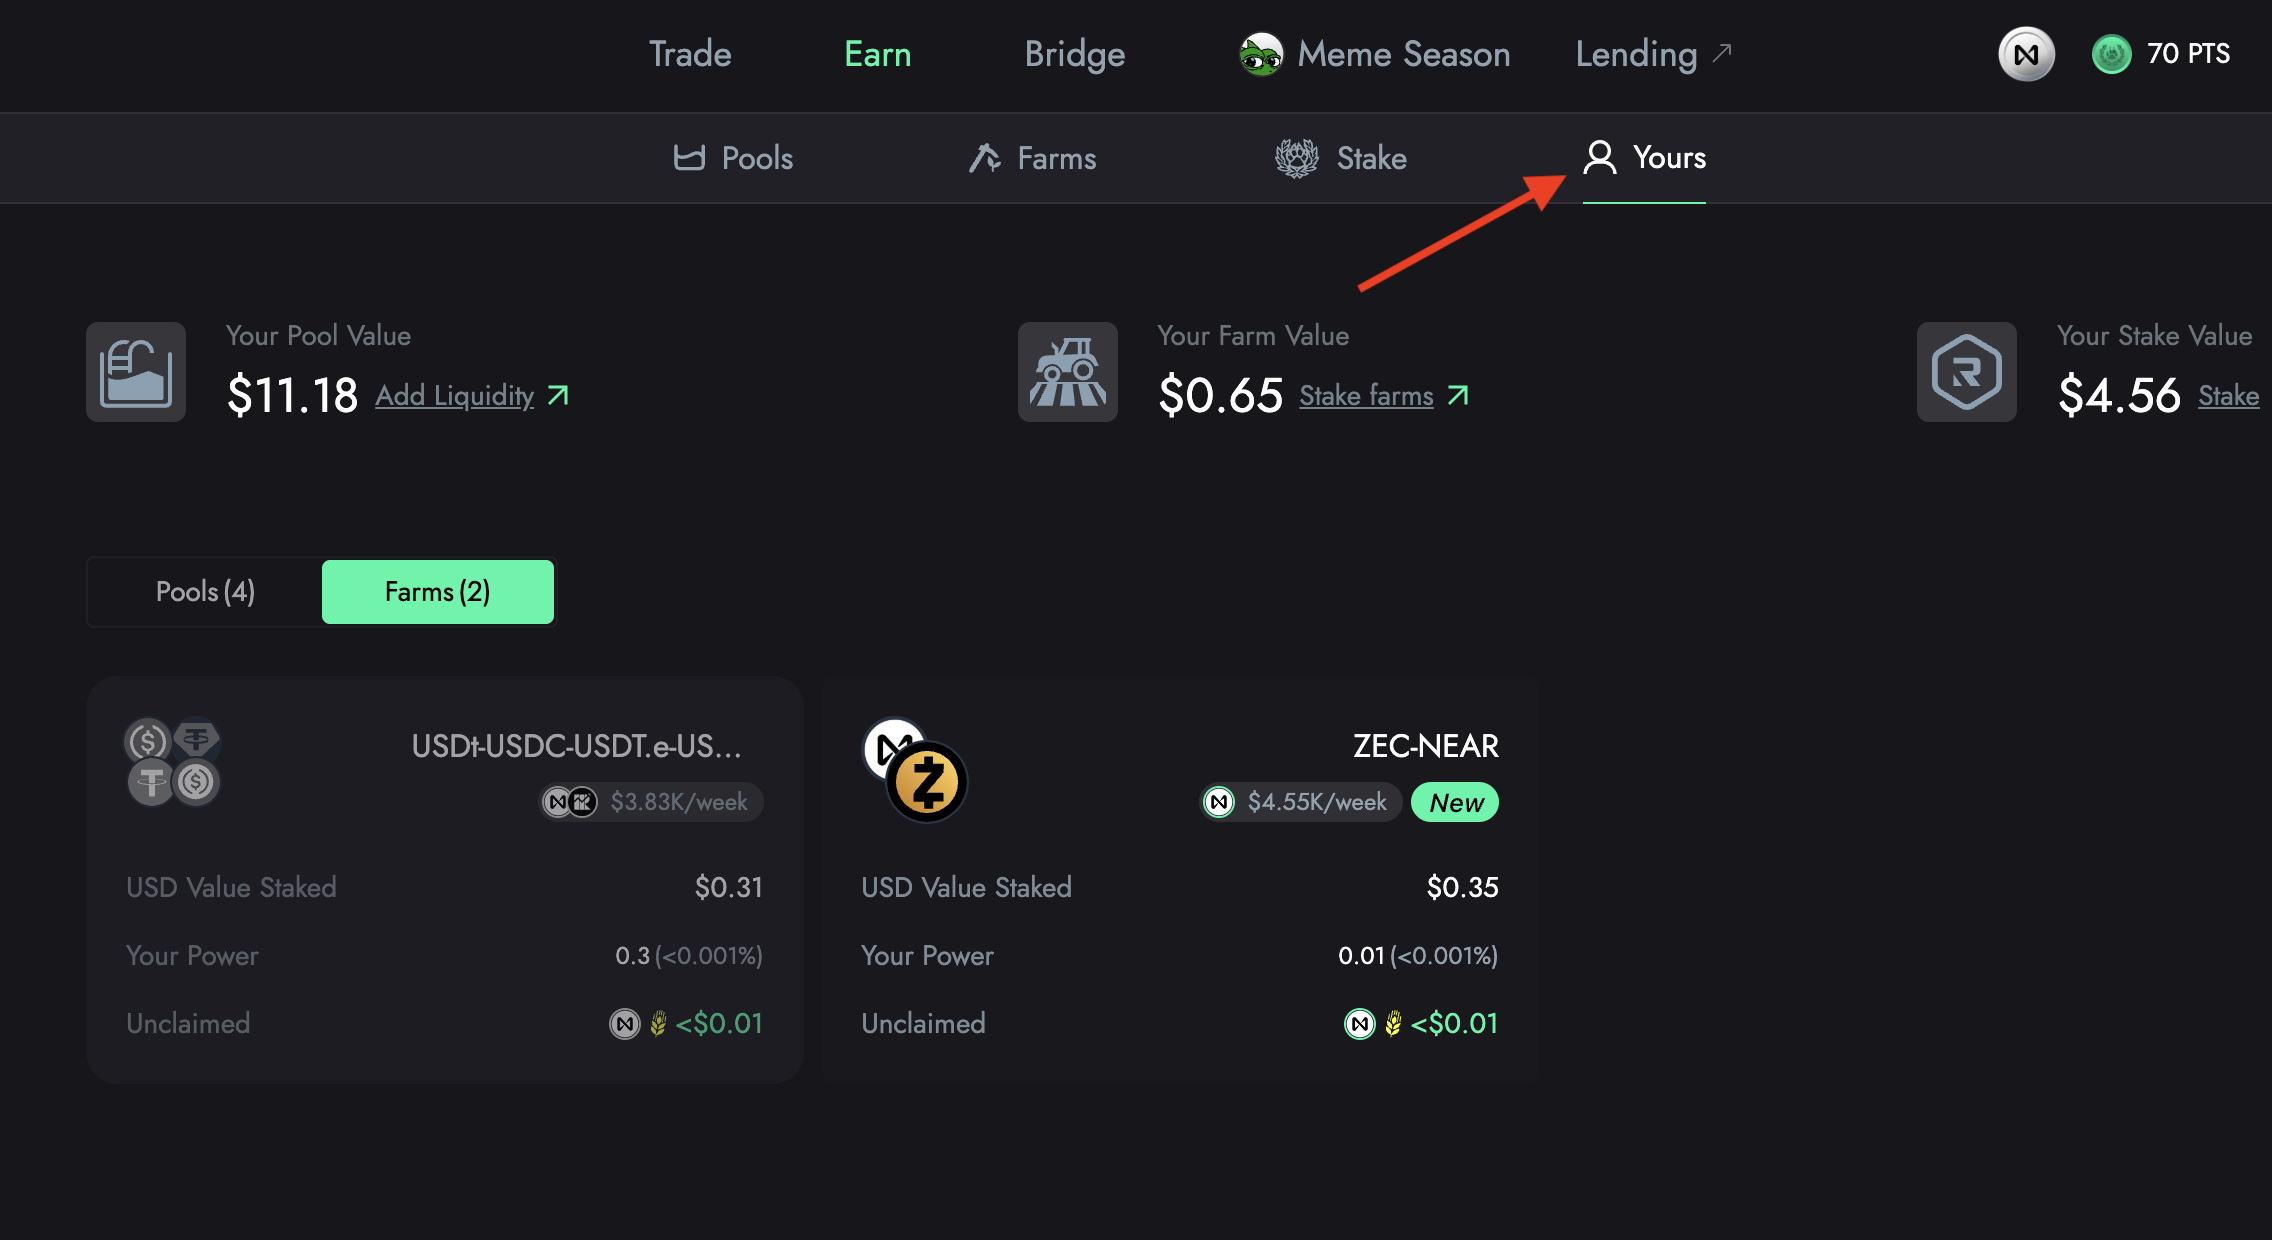 Trade Earn Bridge Meme Season Lending 70 PTS
Pools Farms Stake Yours
Your Pool Value Your Farm Value Your Stake Value
$11.18 Add Liquidity $0.65 Stake farms $4.56 Stake
Pools (4) Farms (2)
USDt-USDC-USDT.e-US...
$3.83K/week
USD Value Staked $0.31
Your Power 0.3 (<0.001%)
Unclaimed <$0.01
ZEC-NEAR
$4.55K/week New
USD Value Staked $0.35
Your Power 0.01 (<0.001%)
Unclaimed <$0.01